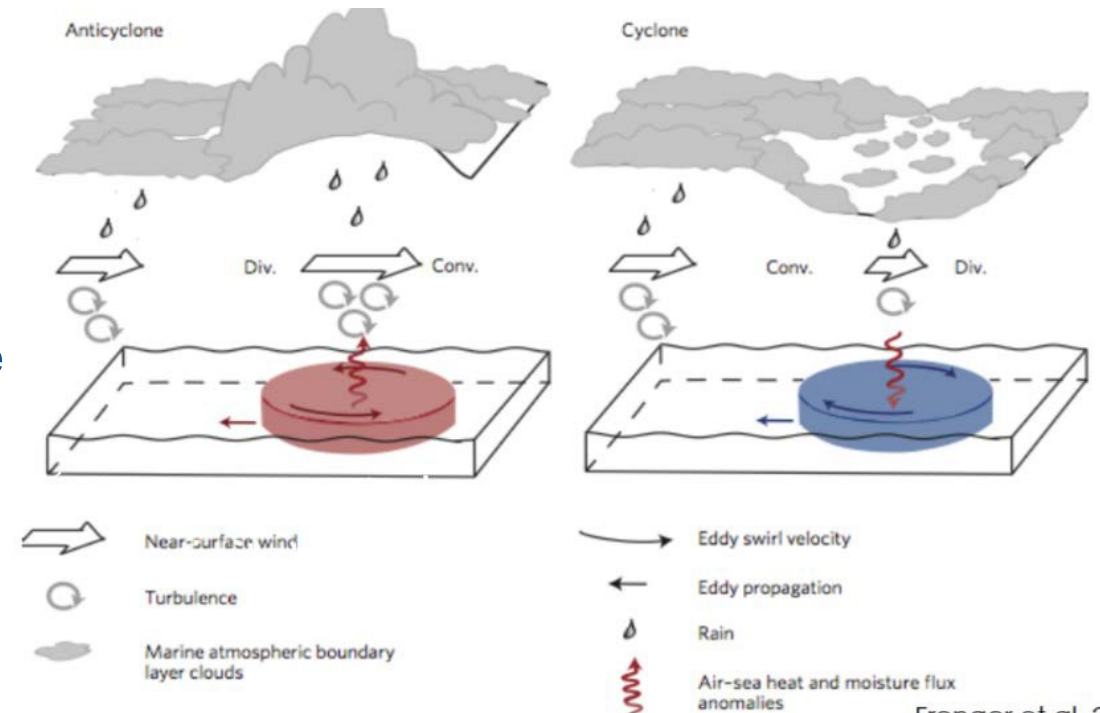 Anticyclone
Cyclone
Div.
Conv.
Conv.
Div.
Near-surface wind
Turbulence
Marine atmospheric boundary
layer clouds
Eddy swirl velocity
Eddy propagation
Rain
Air–sea heat and moisture flux
anomalies